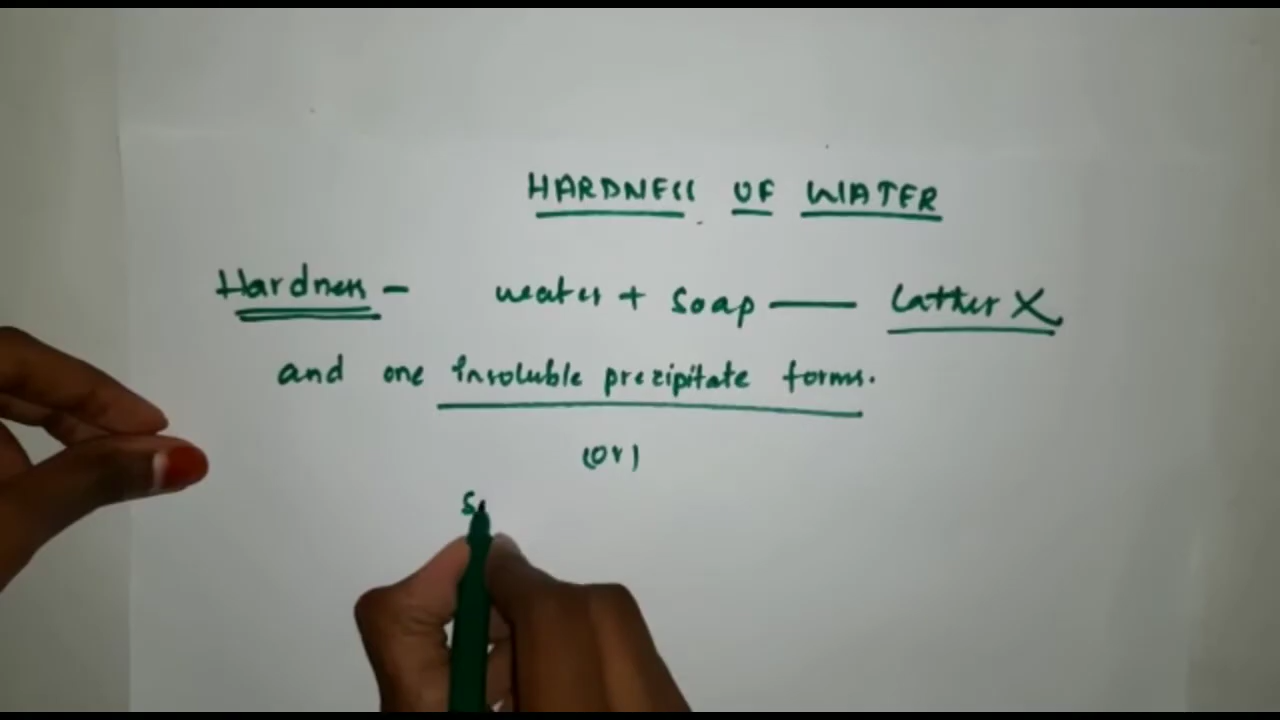 HARDNESS OF WATER
Hardness - water + soap — Lather X
and one insoluble precipitate forms.
(or)
S